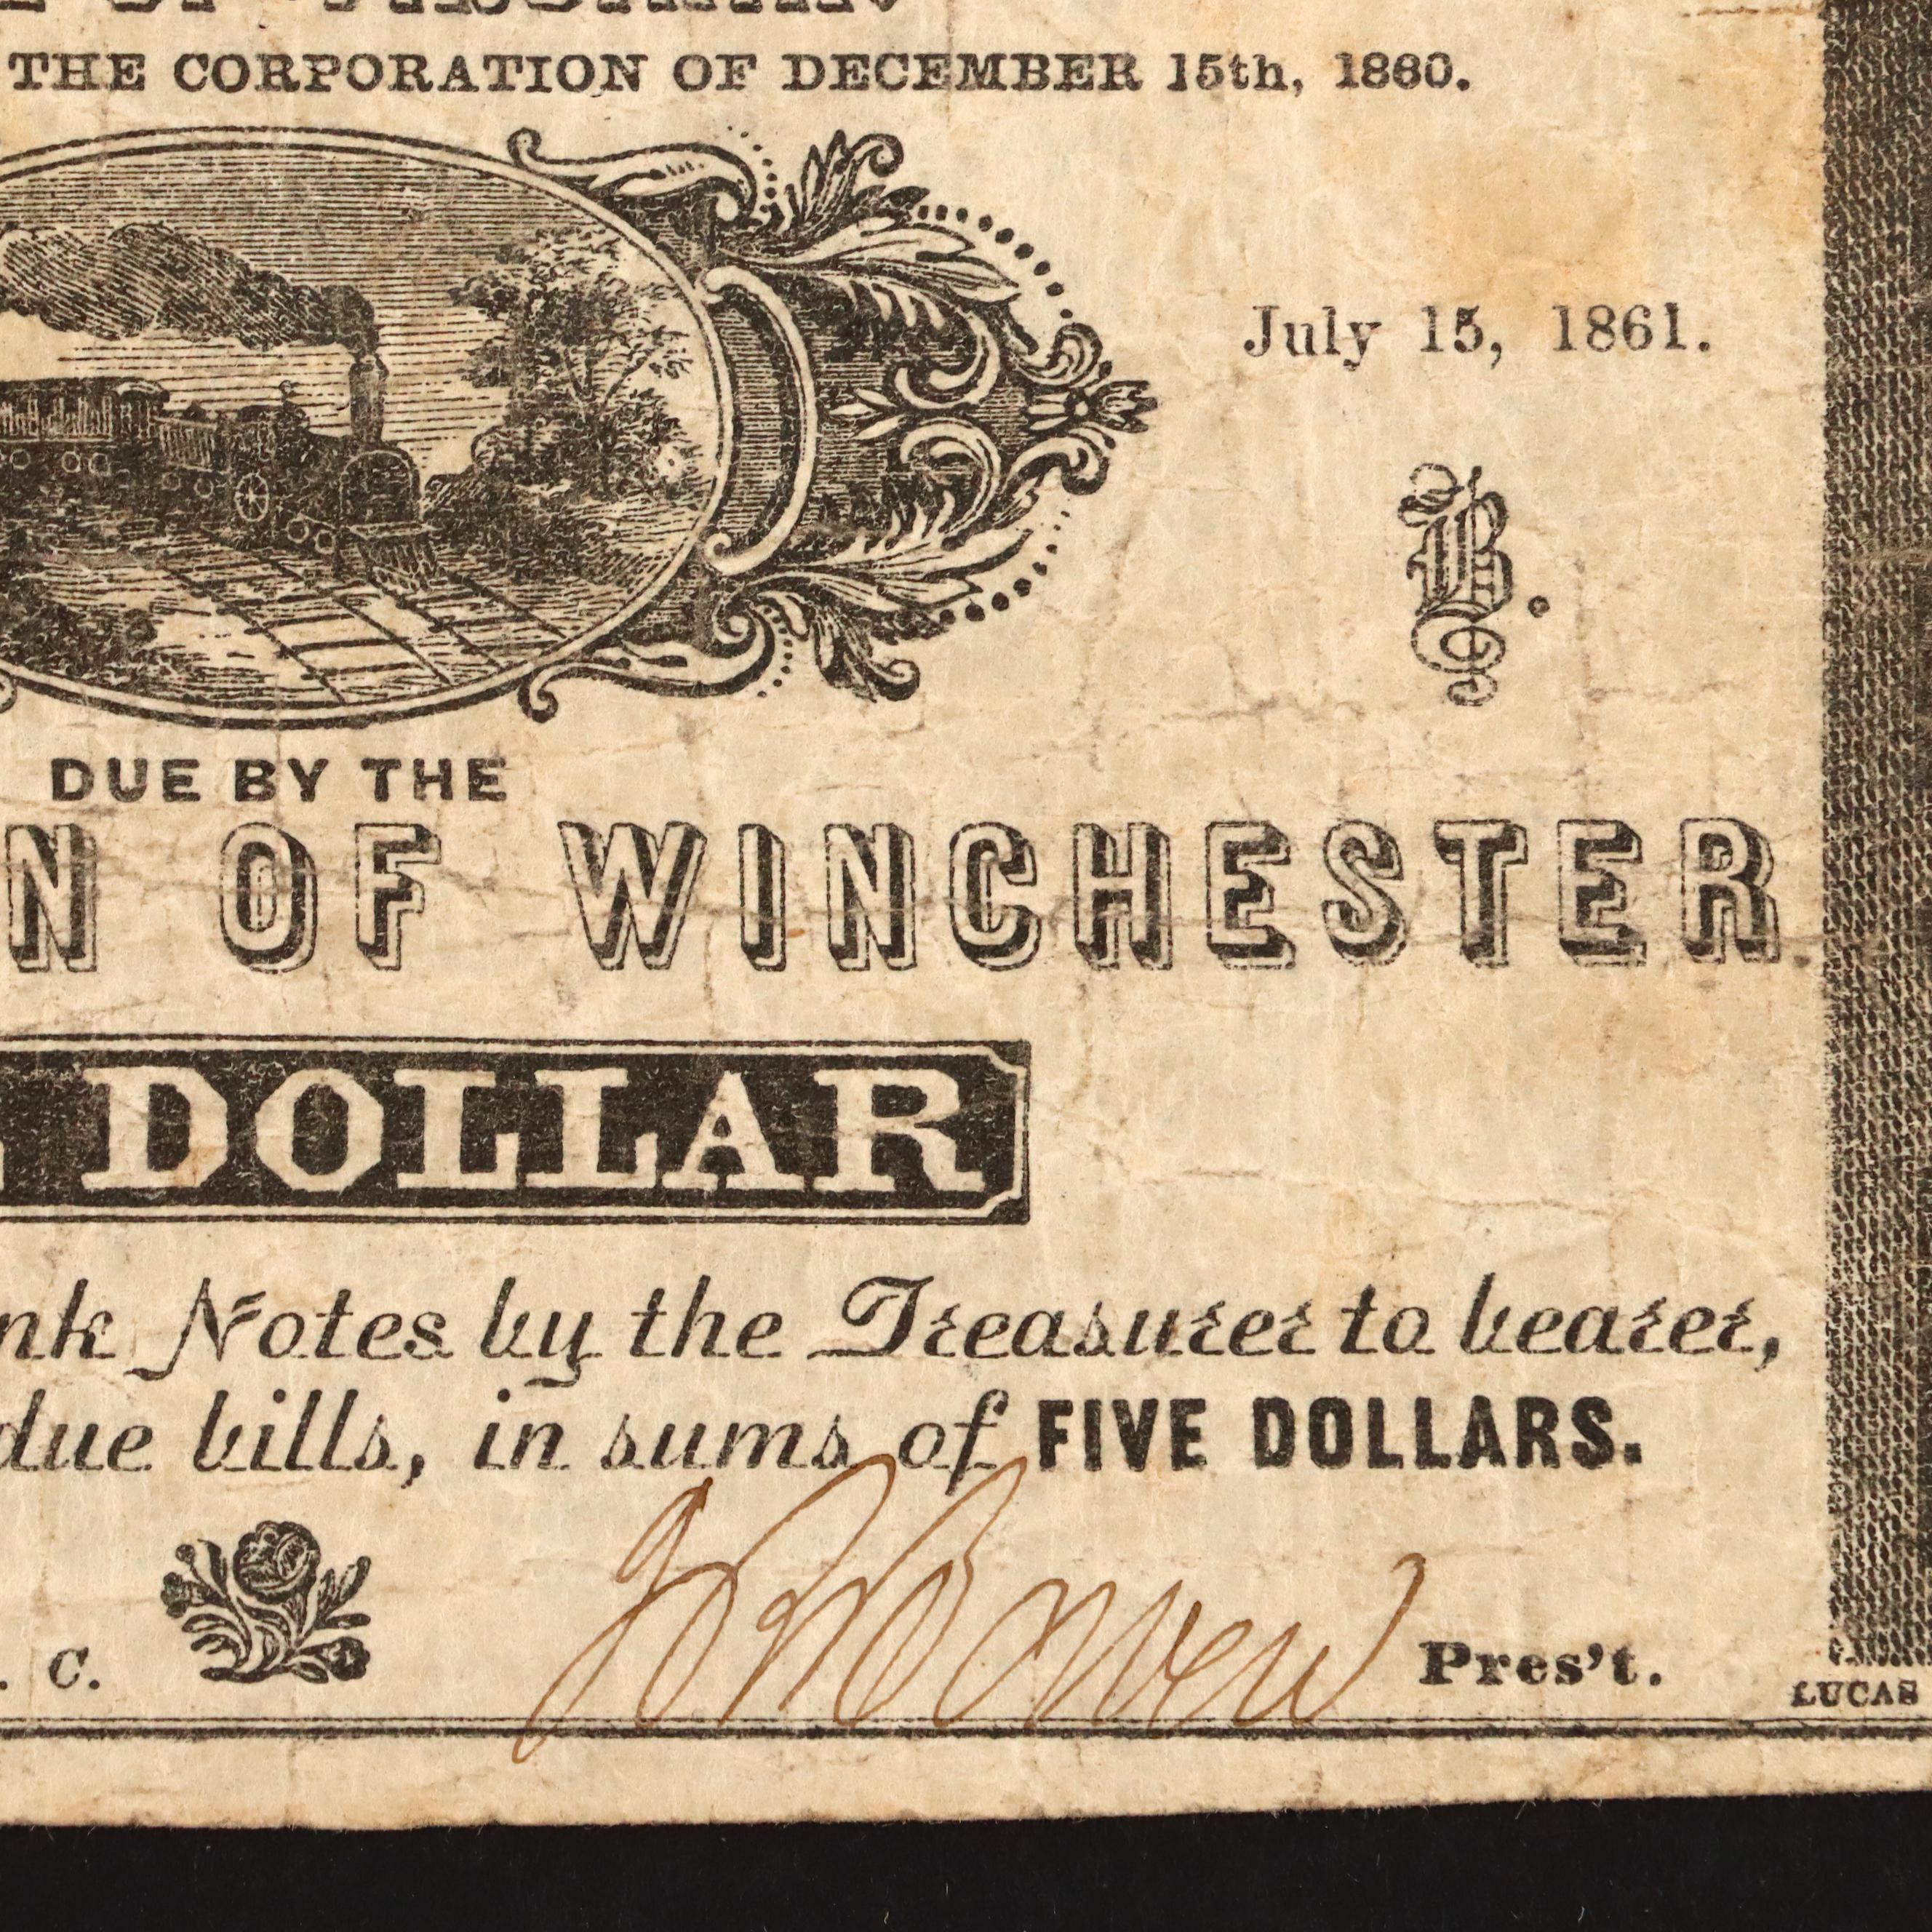 THE CORPORATION OF DECEMBER 15th, 1860.
July 15, 1861.
B.
DUE BY THE
N OF WINCHESTER.
DOLLAR
nk Notes by the Treasurer to bearer,
due bills, in sums of FIVE DOLLARS.
. C.
Pres't.
LUCAS